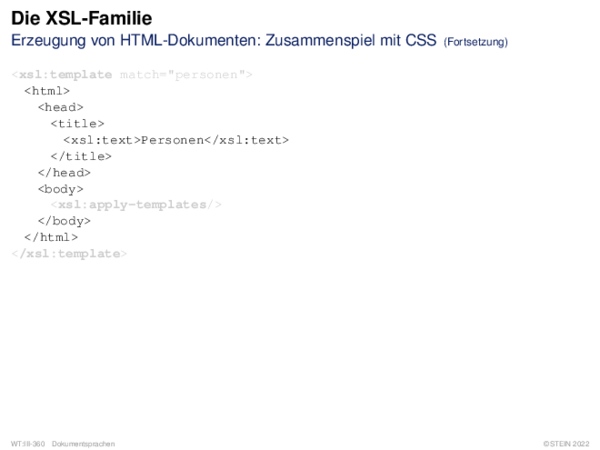 Die XSL-Familie
Erzeugung von HTML-Dokumenten: Zusammenspiel mit CSS (Fortsetzung)
<xsl:template match="personen">
<html>
<head>
<title>
<xsl:text>Personen</xsl:text>
</title>
</head>
<body>
<xsl:apply-templates/>
</body>
</html>
</xsl:template>
WT:III-360 Dokumentsprachen
©STEIN 2022